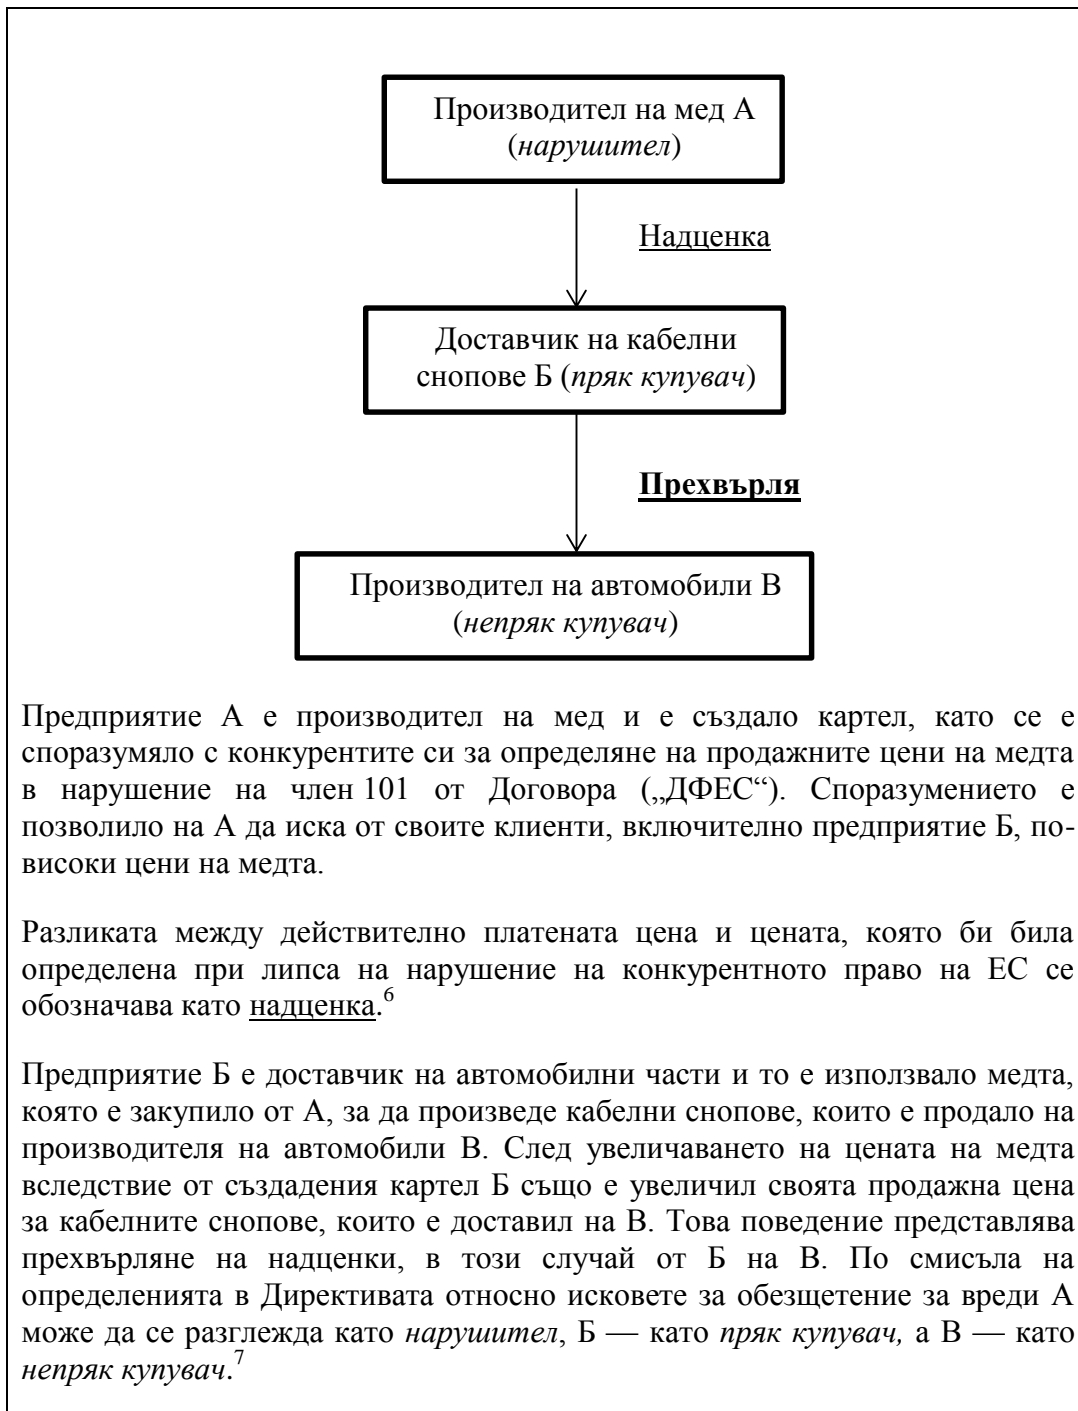 Производител на мед А
(нарушител)
Надценка
Доставчик на кабелни
снопове Б (пряк купувач)
Прехвърля
Производител на автомобили В
(непряк купувач)
Предприятие А е производител на мед и е създало картел, като се е
споразумяло с конкурентите си за определяне на продажните цени на медта
в нарушение на член 101 от Договора („ДФЕС“). Споразумението е
позволило на А да иска от своите клиенти, включително предприятие Б, по-
високи цени на медта.
Разликата между действително платената цена и цената, която би била
определена при липса на нарушение на конкурентното право на ЕС се
обозначава като надценка.6
Предприятие Б е доставчик на автомобилни части и то е използвало медта,
която е закупило от А, за да произведе кабелни снопове, които е продало на
производителя на автомобили В. След увеличаването на цената на медта
вследствие от създадения картел Б също е увеличил своята продажна цена
за кабелните снопове, които е доставил на В. Това поведение представлява
прехвърляне на надценки, в този случай от Б на В. По смисъла на
определенията в Директивата относно исковете за обезщетение за вреди А
може да се разглежда като нарушител, Б — като пряк купувач, а В — като
непряк купувач.7